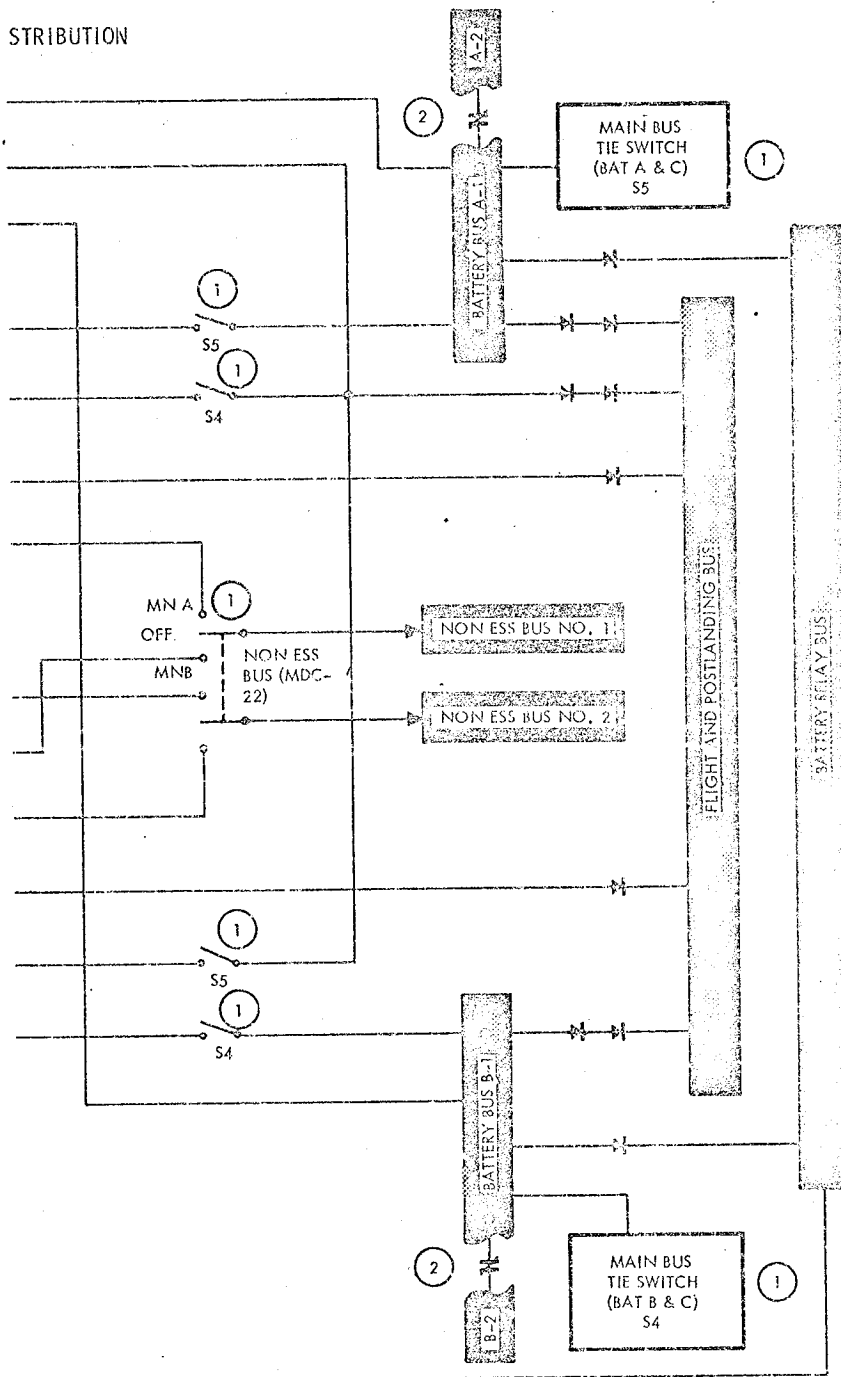 STRIBUTION
A-2
2
MAIN BUS
TIE SWITCH
(BAT A & C)
S5
1
BATTERY BUS A-1
1
S5
1
S4
MN A
1
OFF.
MNB
NON ESS
BUS (MDC-
22)
NON ESS BUS NO. 1
NON ESS BUS NO. 2
FLIGHT AND POSTLANDING BUS
BATTERY RELAY BUS
1
S5
1
S4
BATTERY BUS B-1
2
B-2
MAIN BUS
TIE SWITCH
(BAT B & C)
S4
1